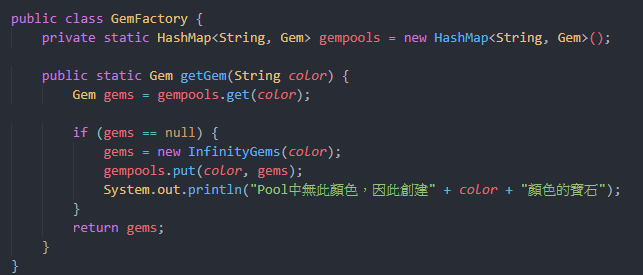 public class GemFactory {
    private static HashMap<String, Gem> gempools = new HashMap<String, Gem>();
    public static Gem getGem(String color) {
        Gem gems = gempools.get(color);
        if (gems == null) {
            gems = new InfinityGems(color);
            gempools.put(color, gems);
            System.out.println("Pool中無此顏色，因此創建" + color + "顏色的寶石");
        }
        return gems;
    }
}